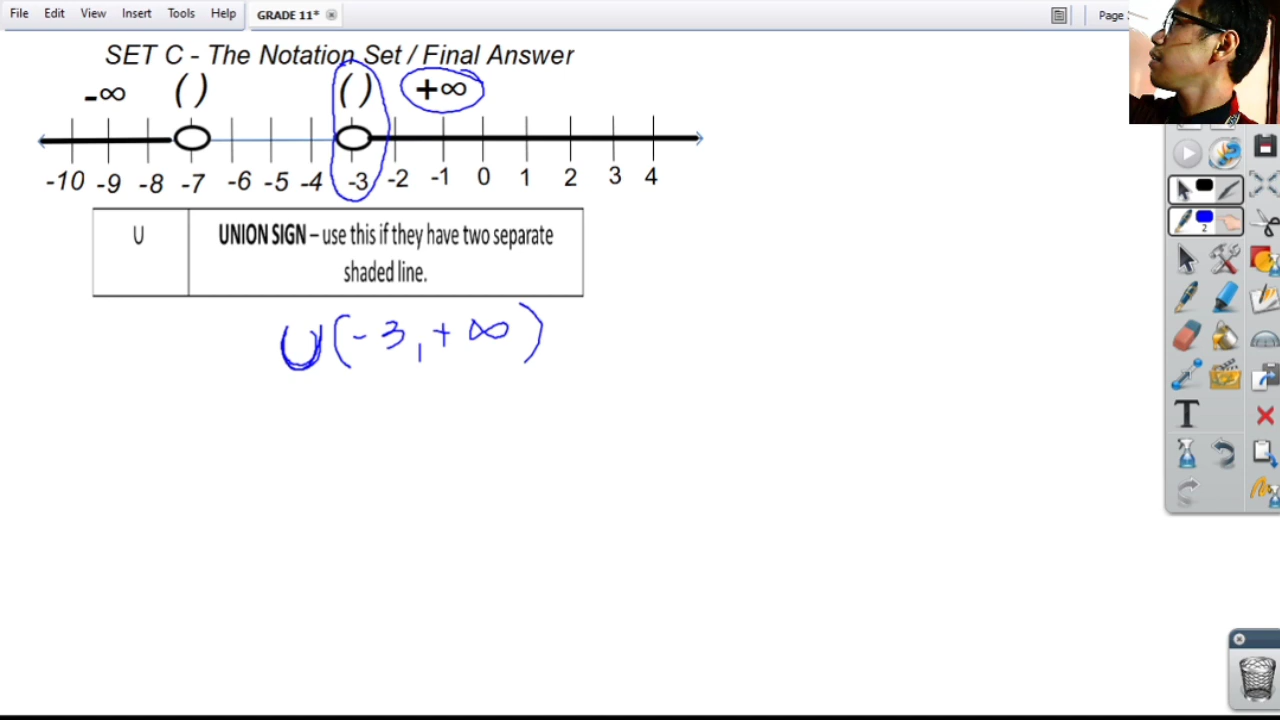 File Edit View Insert Tools Help GRADE 11* Page
SET C - The Notation Set / Final Answer
-∞ ( ) ( ) +∞
-10 -9 -8 -7 -6 -5 -4 -3 -2 -1 0 1 2 3 4
U UNION SIGN – use this if they have two separate
shaded line.
U(-3,+∞)
2
T